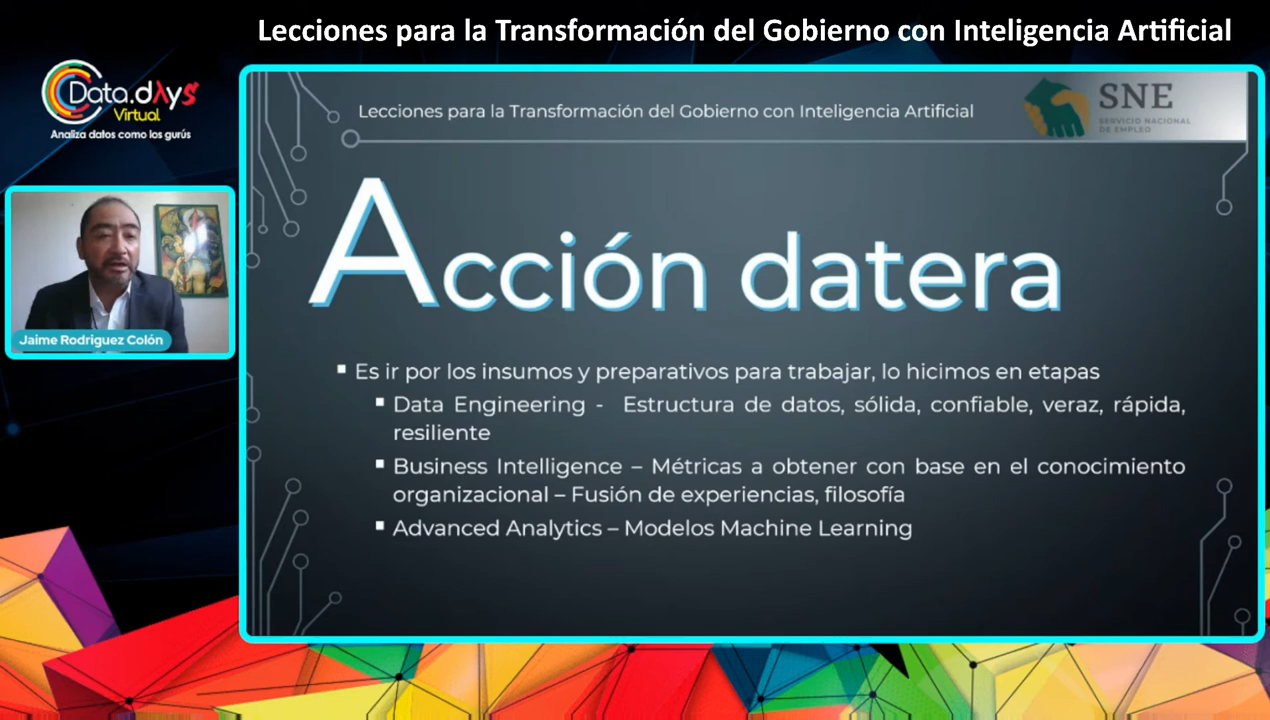 Lecciones para la Transformación del Gobierno con Inteligencia Artificial
Data.dAys
Virtual
Analiza datos como los gurús
Jaime Rodriguez Colón
Lecciones para la Transformación del Gobierno con Inteligencia Artificial
SNE
SERVICIO NACIONAL
DE EMPLEO
Acción datera
Es ir por los insumos y preparativos para trabajar, lo hicimos en etapas
Data Engineering - Estructura de datos, sólida, confiable, veraz, rápida,
resiliente
Business Intelligence – Métricas a obtener con base en el conocimiento
organizacional – Fusión de experiencias, filosofía
Advanced Analytics – Modelos Machine Learning